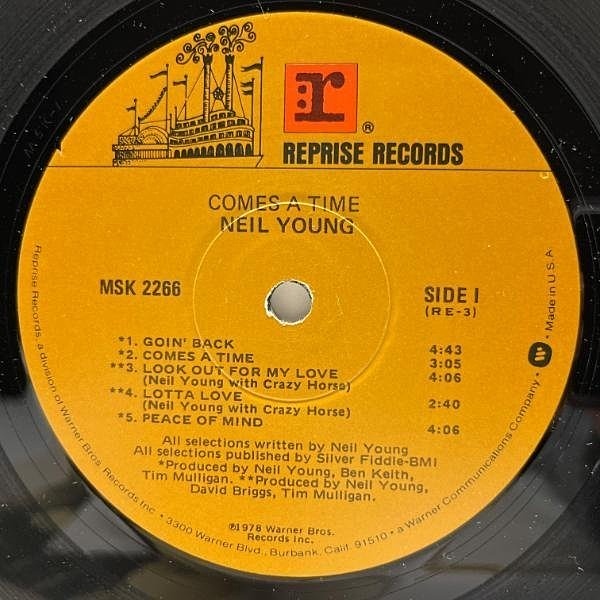 r
®
REPRISE RECORDS
COMES A TIME
NEIL YOUNG
MSK 2266
SIDE 1
(RE-3)
*1. GOIN' BACK 4:43
*2. COMES A TIME 3:05
**3. LOOK OUT FOR MY LOVE 4:06
(Neil Young with Crazy Horse)
**4. LOTTA LOVE 2:40
(Neil Young with Crazy Horse)
*5. PEACE OF MIND 4:06
All selections written by Neil Young
All selections published by Silver Fiddle-BMI
*Produced by Neil Young, Ben Keith,
Tim Mulligan. **Produced by Neil Young,
David Briggs, Tim Mulligan.
℗1978 Warner Bros.
Records Inc.
Reprise Records, a division of Warner Bros. Records Inc. • 3300 Warner Blvd., Burbank, Calif. 91510 • a Warner Communications Company • Made in U.S.A.